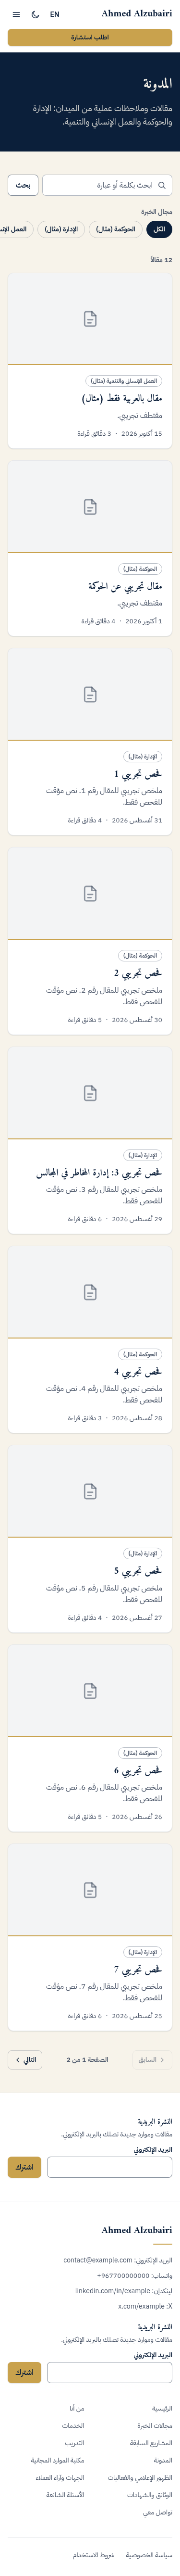 Ahmed Alzubairi
EN
اطلب استشارة
المدونة
مقالات وملاحظات عملية من الميدان: الإدارة
والحوكمة والعمل الإنساني والتنمية.
ابحث بكلمة أو عبارة
بحث
مجال الخبرة
الكل
الحوكمة (مثال)
الإدارة (مثال)
العمل الإنس
12 مقالًا
العمل الإنساني والتنمية (مثال)
مقال بالعربية فقط (مثال)
مقتطف تجريبي.
15 أكتوبر 2026 · 3 دقائق قراءة
الحوكمة (مثال)
مقال تجريبي عن الحوكمة
مقتطف تجريبي.
1 أكتوبر 2026 · 4 دقائق قراءة
الإدارة (مثال)
فحص تجريبي 1
ملخص تجريبي للمقال رقم 1. نص مؤقت
للفحص فقط.
31 أغسطس 2026 · 4 دقائق قراءة
الحوكمة (مثال)
فحص تجريبي 2
ملخص تجريبي للمقال رقم 2. نص مؤقت
للفحص فقط.
30 أغسطس 2026 · 5 دقائق قراءة
الإدارة (مثال)
فحص تجريبي 3: إدارة المخاطر في المجالس
ملخص تجريبي للمقال رقم 3. نص مؤقت
للفحص فقط.
29 أغسطس 2026 · 6 دقائق قراءة
الحوكمة (مثال)
فحص تجريبي 4
ملخص تجريبي للمقال رقم 4. نص مؤقت
للفحص فقط.
28 أغسطس 2026 · 3 دقائق قراءة
الإدارة (مثال)
فحص تجريبي 5
ملخص تجريبي للمقال رقم 5. نص مؤقت
للفحص فقط.
27 أغسطس 2026 · 4 دقائق قراءة
الحوكمة (مثال)
فحص تجريبي 6
ملخص تجريبي للمقال رقم 6. نص مؤقت
للفحص فقط.
26 أغسطس 2026 · 5 دقائق قراءة
الإدارة (مثال)
فحص تجريبي 7
ملخص تجريبي للمقال رقم 7. نص مؤقت
للفحص فقط.
25 أغسطس 2026 · 6 دقائق قراءة
السابق
الصفحة 1 من 2
التالي
النشرة البريدية
مقالات وموارد جديدة تصلك بالبريد الإلكتروني.
البريد الإلكتروني
اشترك
Ahmed Alzubairi
البريد الإلكتروني: contact@example.com
واتساب: 967700000000+
لينكدإن: linkedin.com/in/example
X: x.com/example
النشرة البريدية
مقالات وموارد جديدة تصلك بالبريد الإلكتروني.
البريد الإلكتروني
اشترك
الرئيسية
من أنا
مجالات الخبرة
الخدمات
المشاريع السابقة
التدريب
المدونة
مكتبة الموارد المجانية
الظهور الإعلامي والفعاليات
الجهات وآراء العملاء
الوثائق والشهادات
الأسئلة الشائعة
تواصل معي
سياسة الخصوصية
شروط الاستخدام